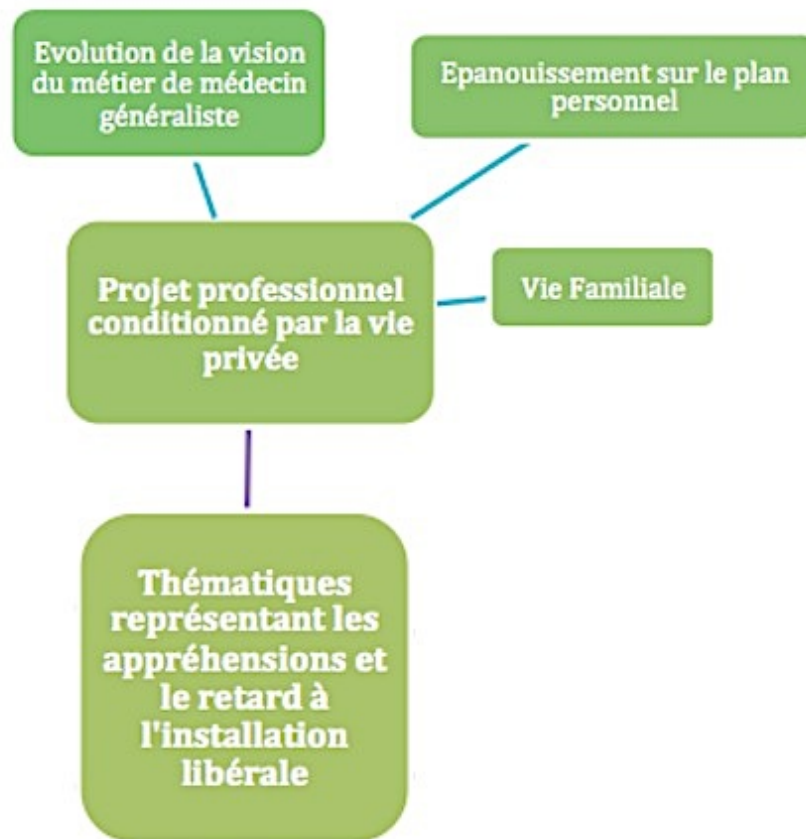 Evolution de la vision
du métier de médecin
généraliste
Epanouissement sur le plan
personnel
Projet professionnel
conditionné par la vie
privée
Vie Familiale
Thématiques
représentant les
appréhensions et
le retard à
l'installation
libérale